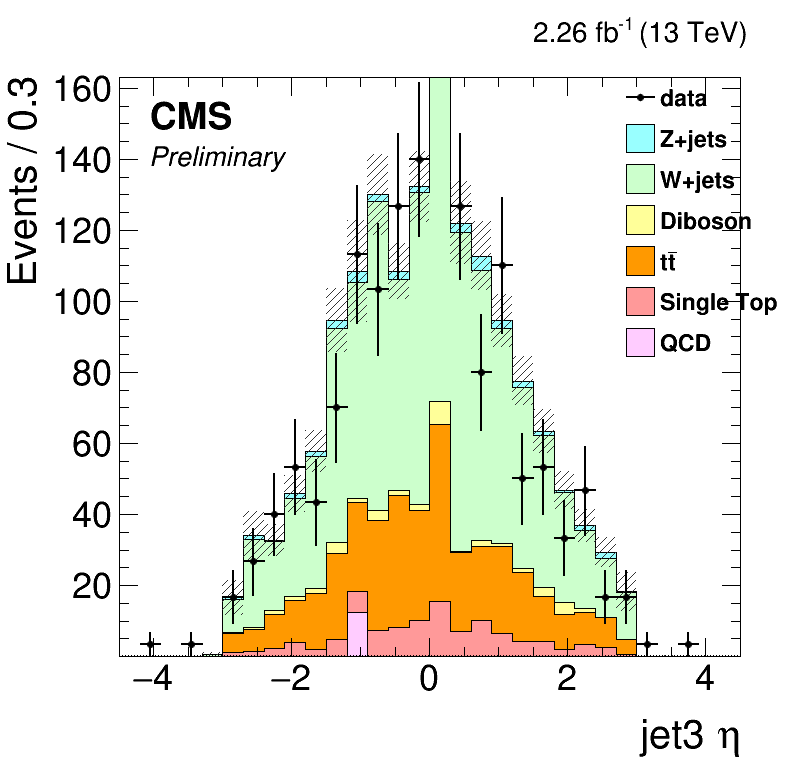 2.26 fb⁻¹ (13 TeV)
Events / 0.3
160
140
120
100
80
60
40
20
CMS
Preliminary
data
Z+jets
W+jets
Diboson
tt̄
Single Top
QCD
−4 −2 0 2 4
jet3 η